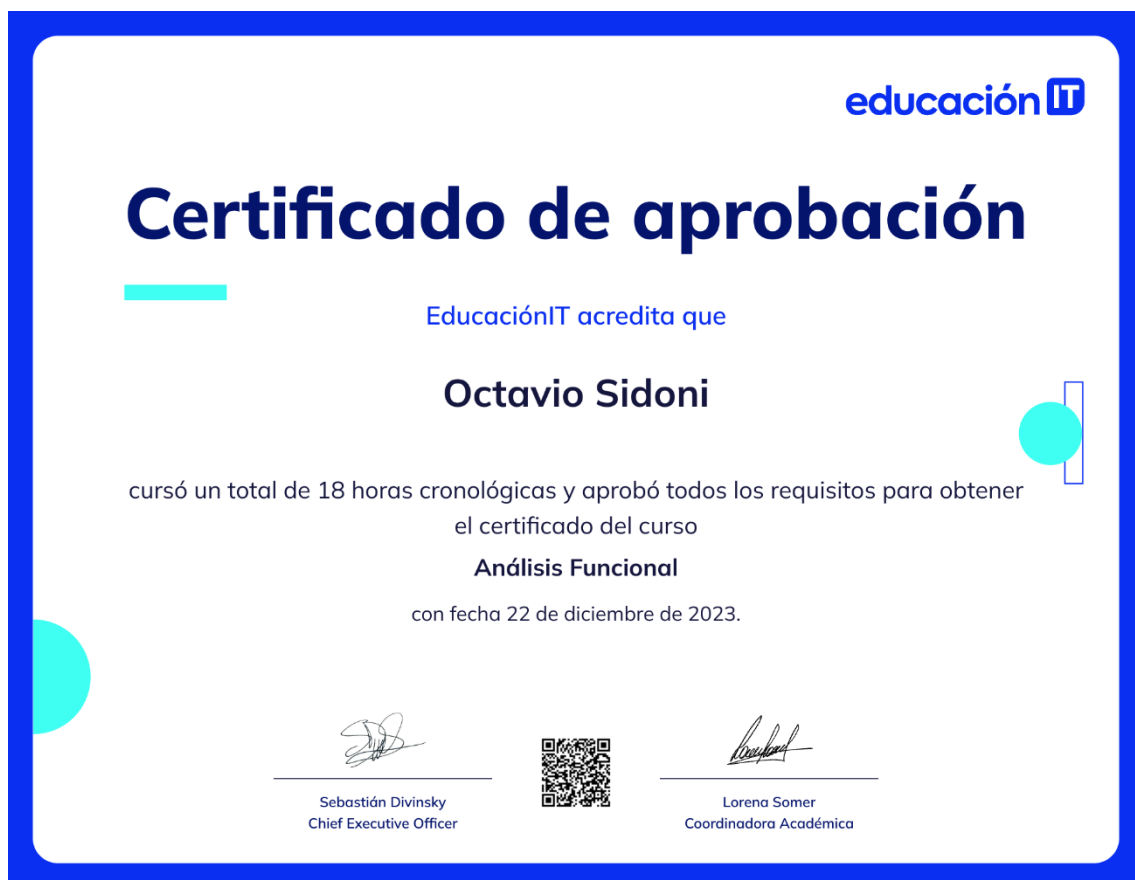 educación IT
Certificado de aprobación
EducaciónIT acredita que
Octavio Sidoni
cursó un total de 18 horas cronológicas y aprobó todos los requisitos para obtener
el certificado del curso
Análisis Funcional
con fecha 22 de diciembre de 2023.
Sebastián Divinsky
Chief Executive Officer
Lorena Somer
Coordinadora Académica